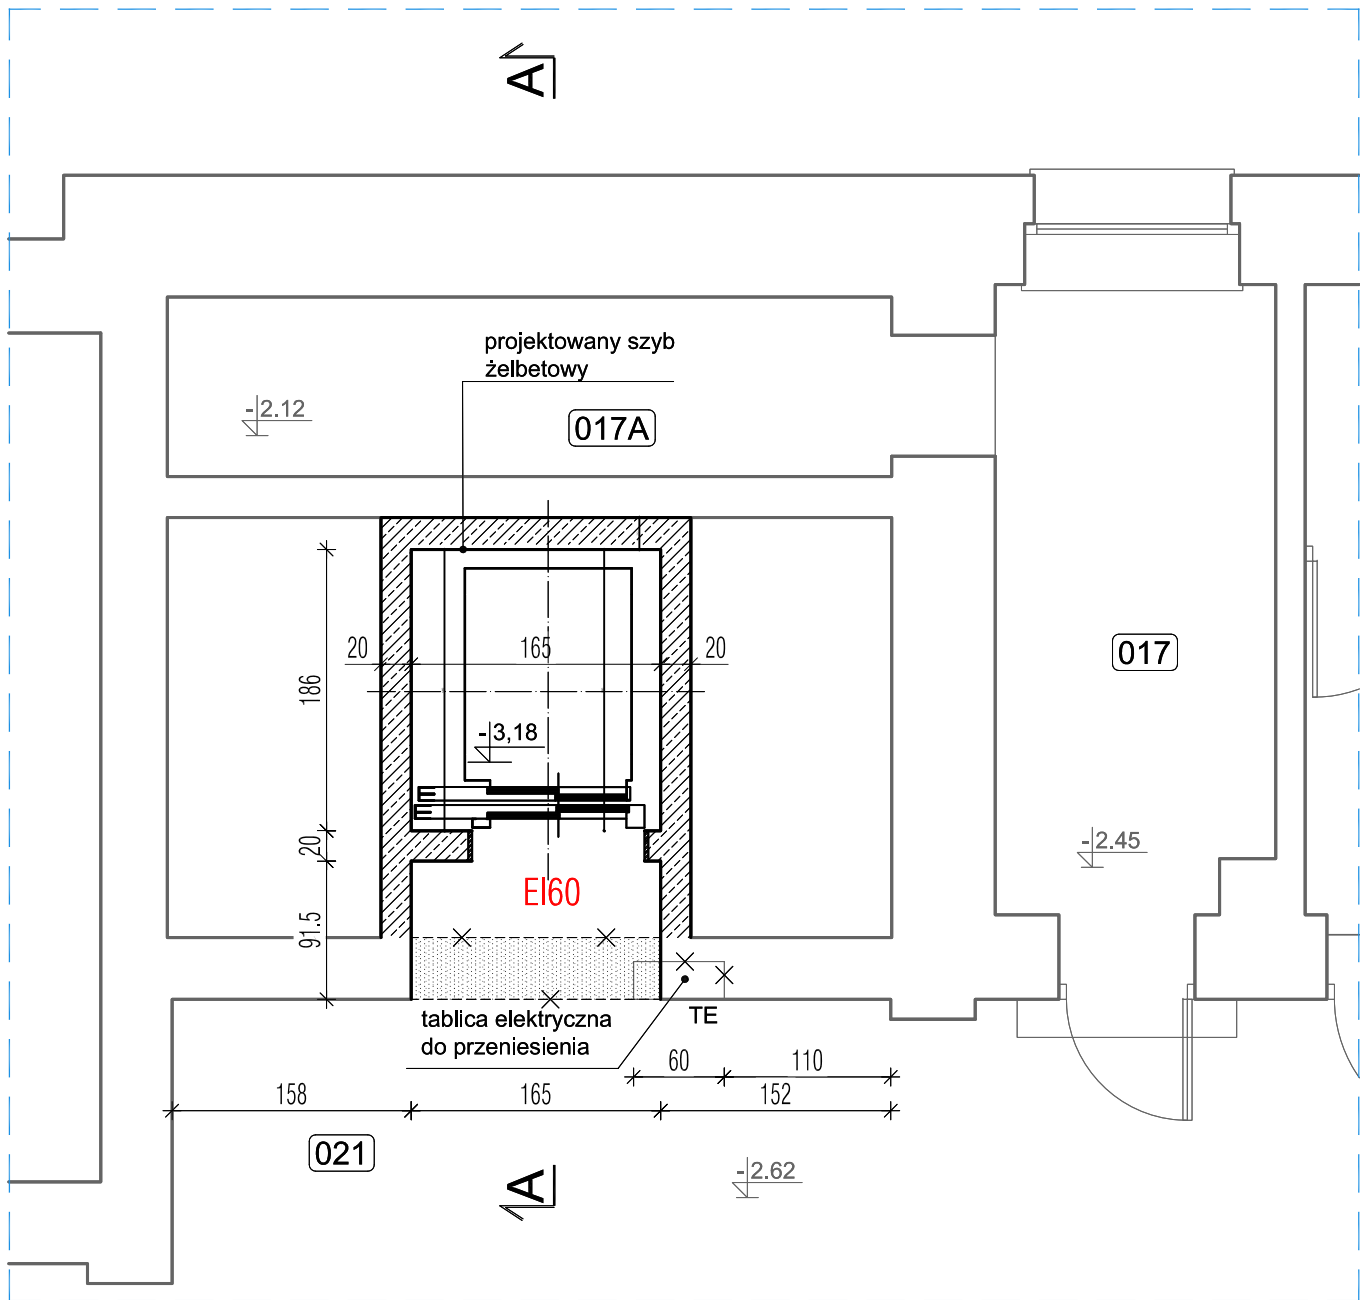 A
projektowany szyb
żelbetowy
-2.12
017A
20
165
20
186
017
-3,18
20
-2.45
EI60
91.5
tablica elektryczna
do przeniesienia
TE
60
110
158
165
152
021
A
-2.62